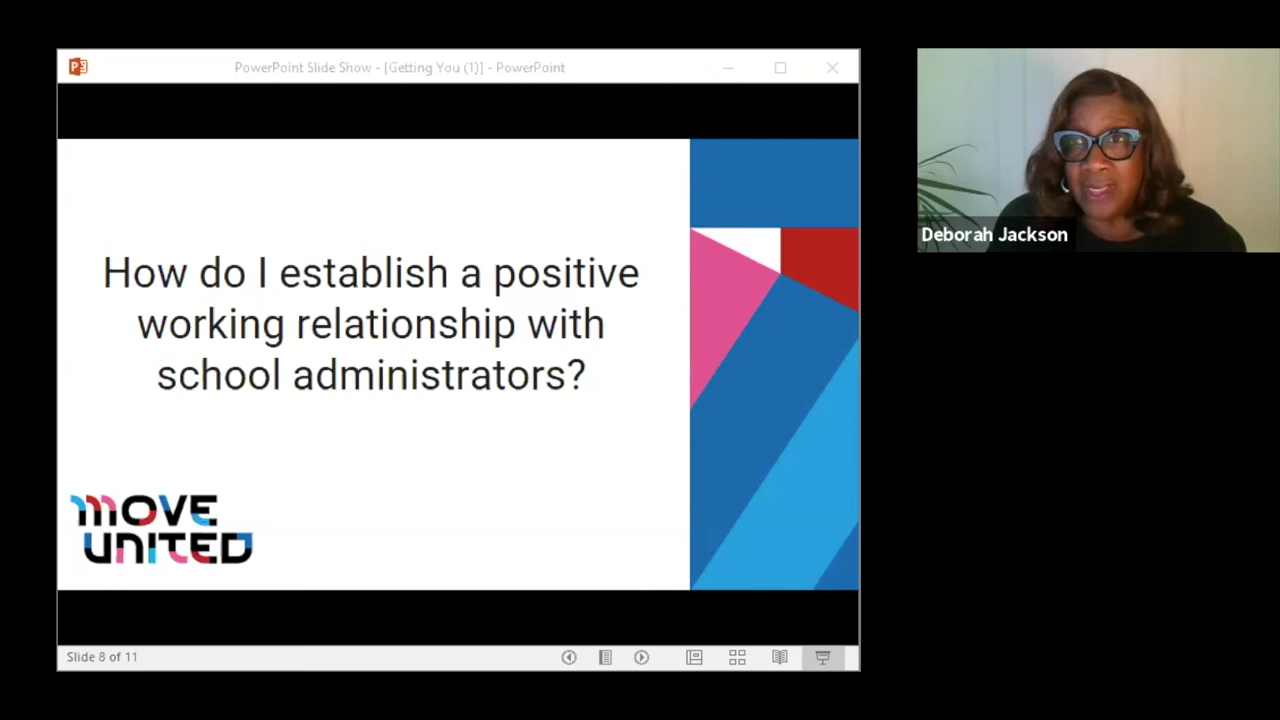 PowerPoint Slide Show - [Getting You (1)] - PowerPoint
How do I establish a positive
working relationship with
school administrators?
MOVE
UNITED
Slide 8 of 11
Deborah Jackson